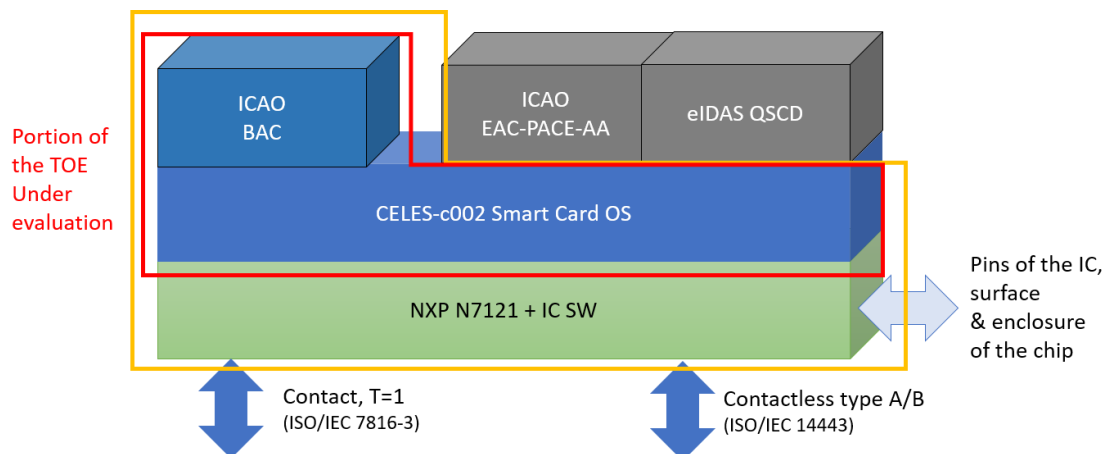 ICAO
BAC
ICAO
EAC-PACE-AA
eIDAS QSCD
Portion of
the TOE
Under
evaluation
CELES-c002 Smart Card OS
NXP N7121 + IC SW
Pins of the IC,
surface
& enclosure
of the chip
Contact, T=1
(ISO/IEC 7816-3)
Contactless type A/B
(ISO/IEC 14443)